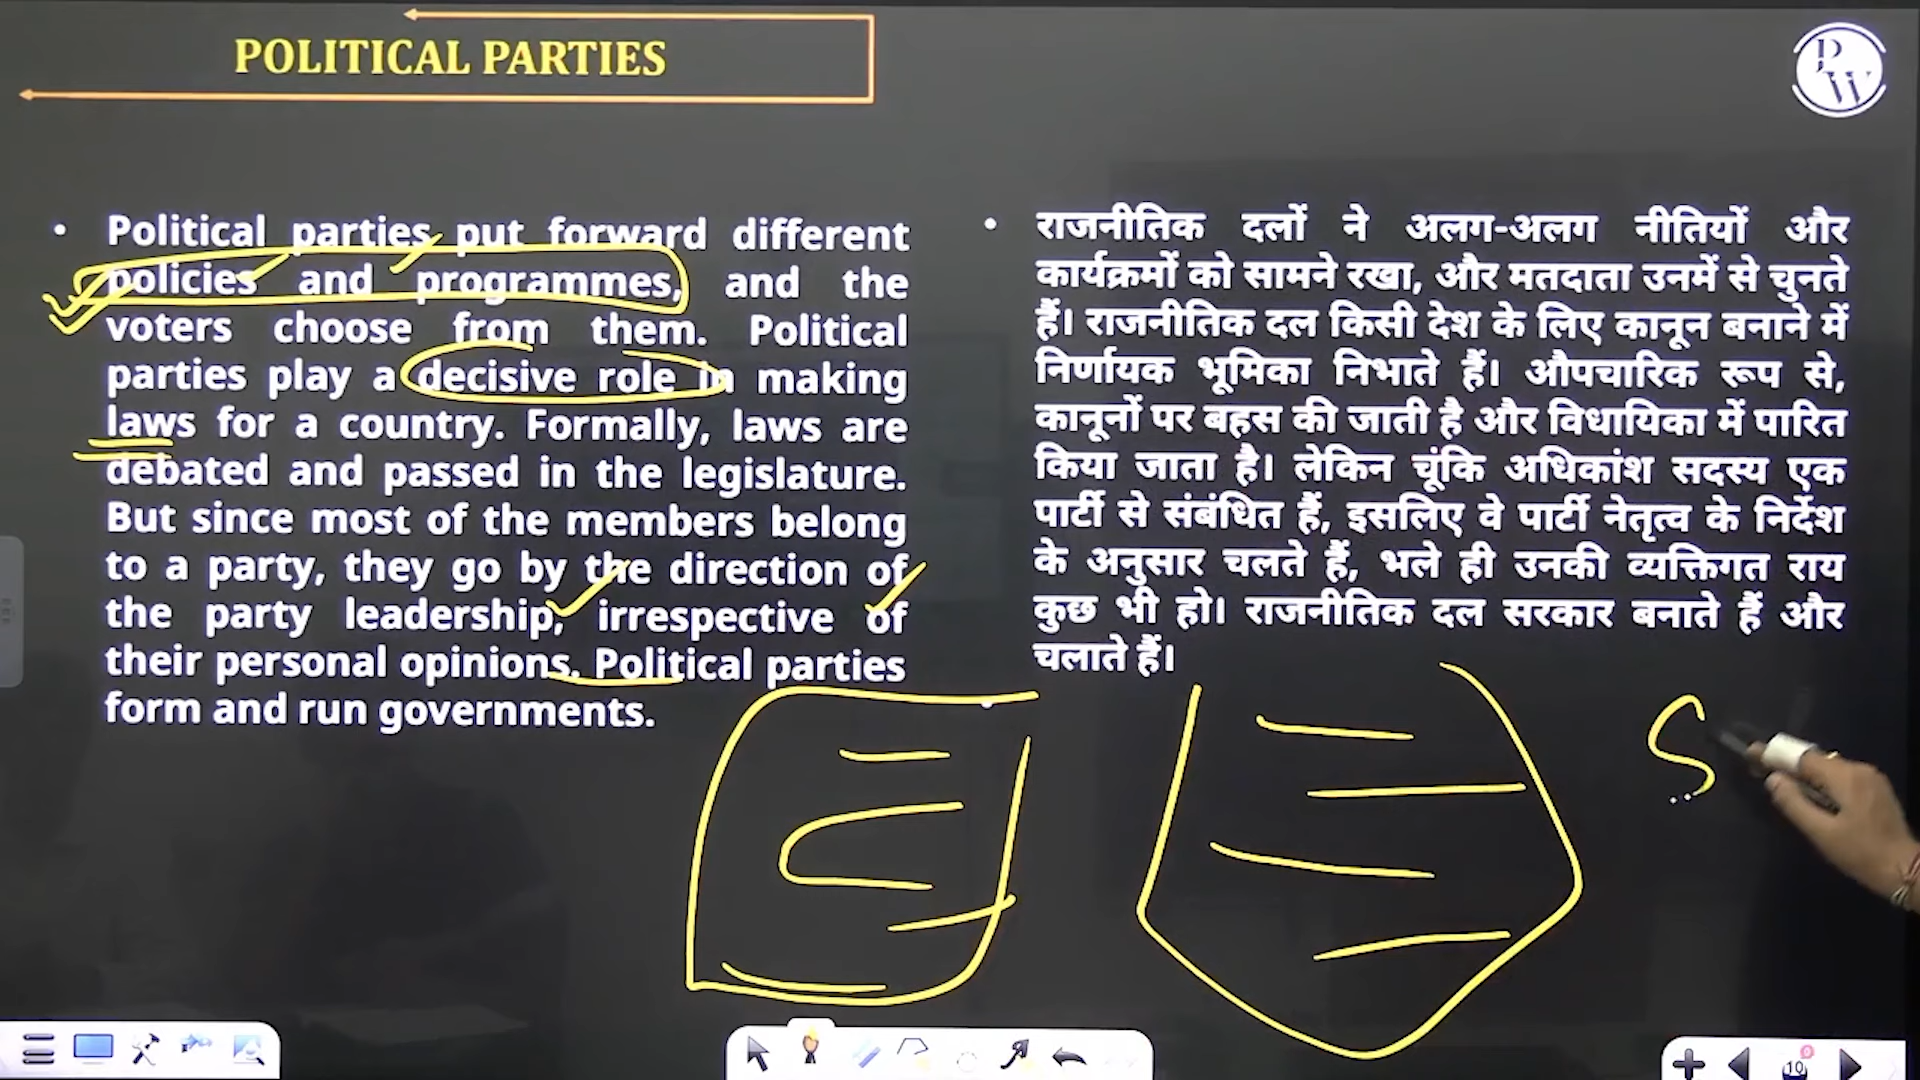 POLITICAL PARTIES
PW
• Political parties put forward different
policies and programmes, and the
voters choose from them. Political
parties play a decisive role in making
laws for a country. Formally, laws are
debated and passed in the legislature.
But since most of the members belong
to a party, they go by the direction of
the party leadership, irrespective of
their personal opinions. Political parties
form and run governments.
• राजनीतिक दलों ने अलग-अलग नीतियों और
कार्यक्रमों को सामने रखा, और मतदाता उनमें से चुनते
हैं। राजनीतिक दल किसी देश के लिए कानून बनाने में
निर्णायक भूमिका निभाते हैं। औपचारिक रूप से,
कानूनों पर बहस की जाती है और विधायिका में पारित
किया जाता है। लेकिन चूंकि अधिकांश सदस्य एक
पार्टी से संबंधित हैं, इसलिए वे पार्टी नेतृत्व के निर्देश
के अनुसार चलते हैं, भले ही उनकी व्यक्तिगत राय
कुछ भी हो। राजनीतिक दल सरकार बनाते हैं और
चलाते हैं।
S
10